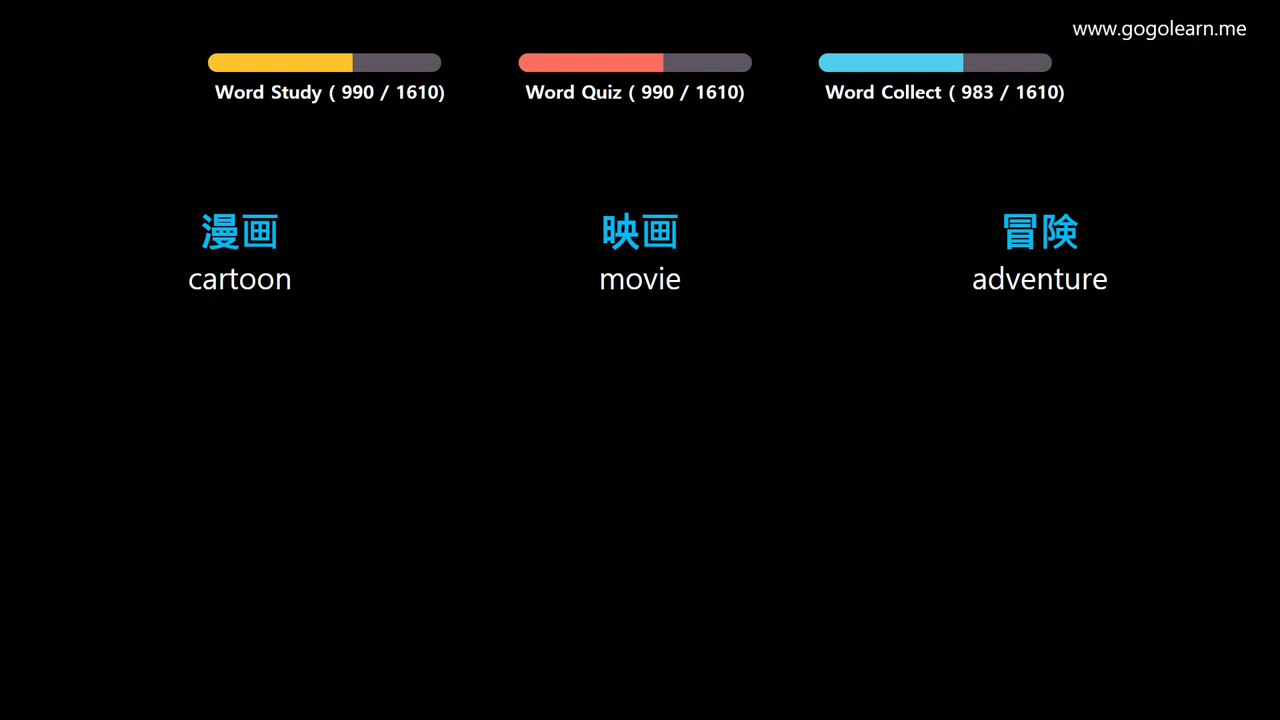 www.gogolearn.me
Word Study ( 990 / 1610)
Word Quiz ( 990 / 1610)
Word Collect ( 983 / 1610)
漫画
映画
冒険
cartoon
movie
adventure